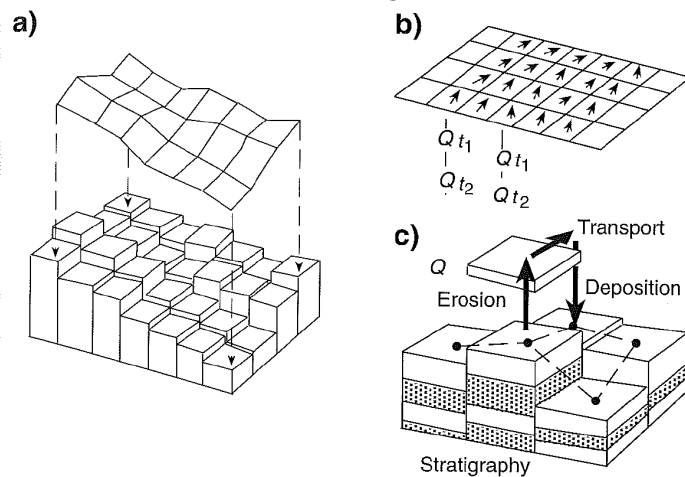 a)
b)
Q t1
Q t1
Q t2
Q t2
c)
Transport
Q
Erosion
Deposition
Stratigraphy